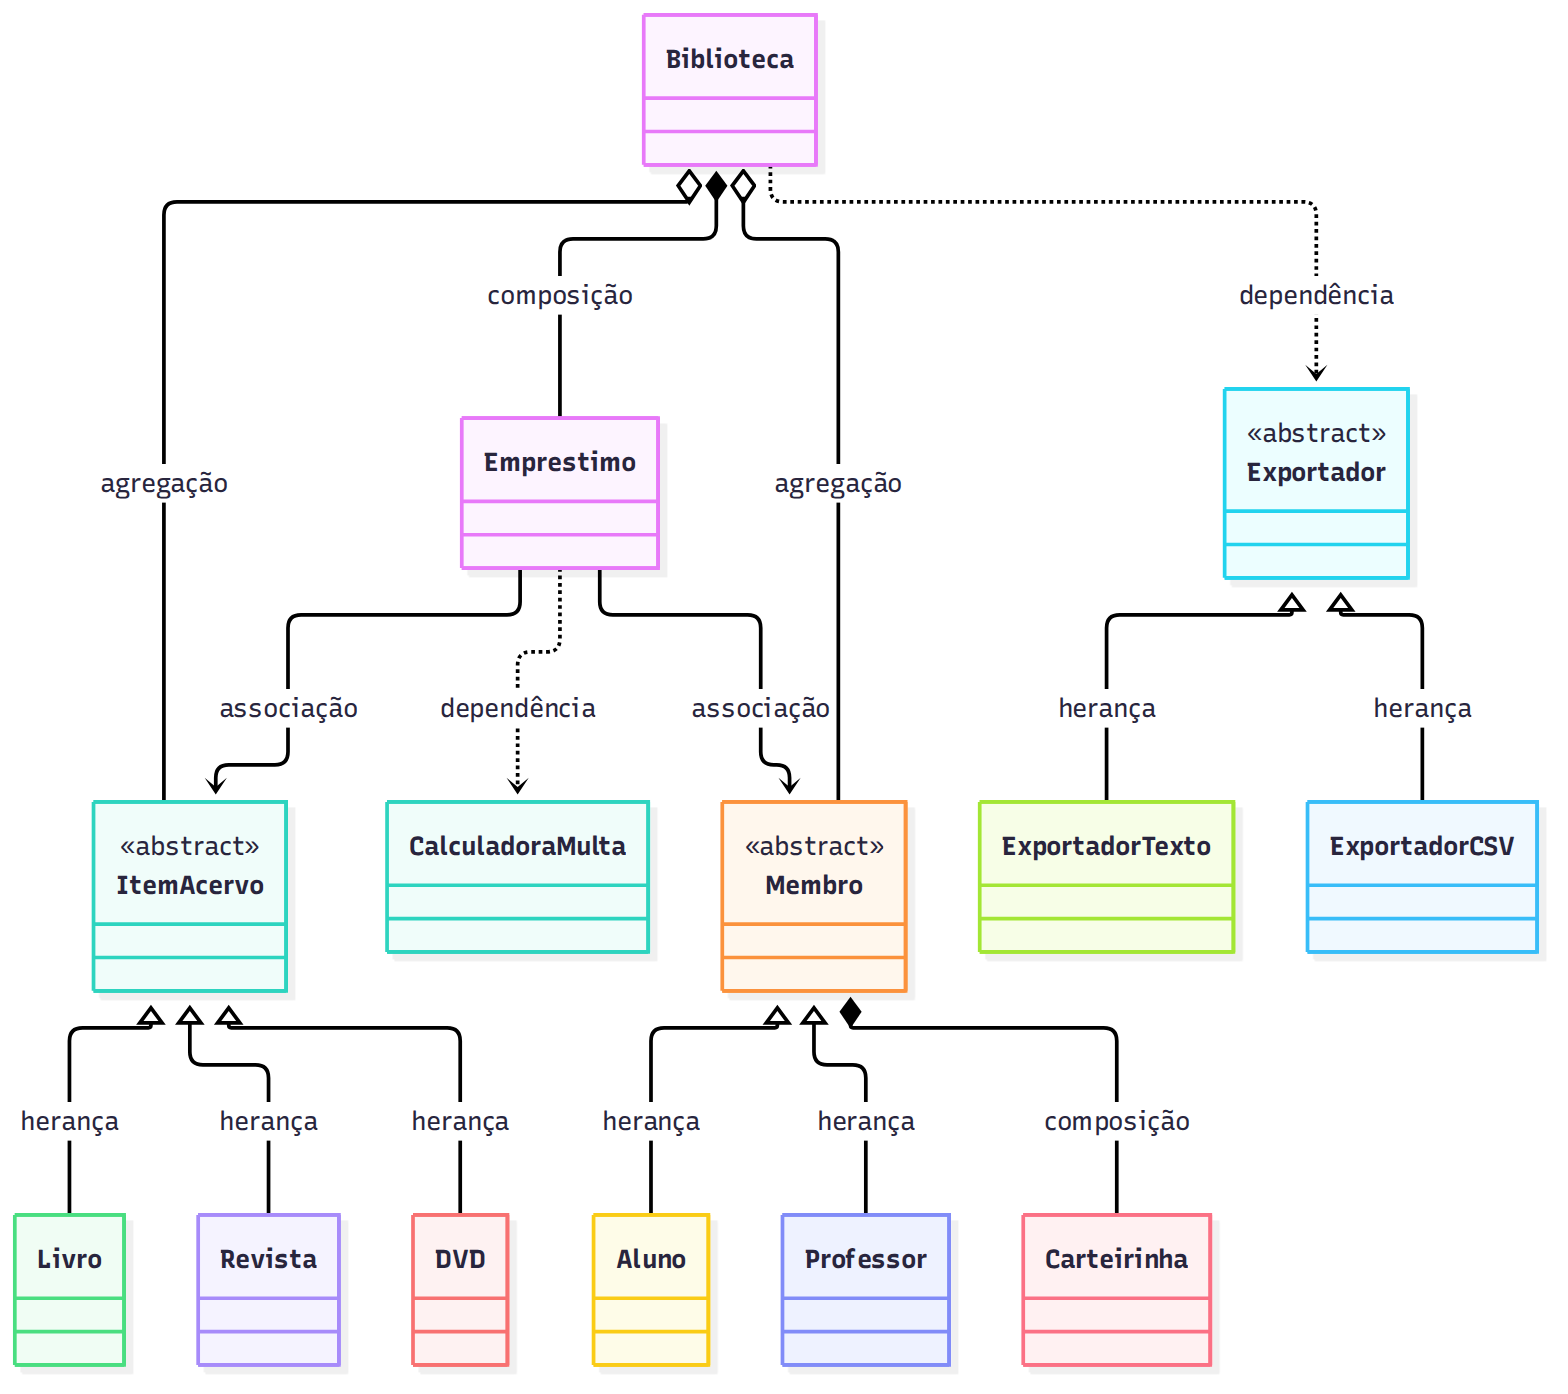 Biblioteca
composição
dependência
«abstract»
Exportador
Emprestimo
agregação
agregação
associação
dependência
associação
herança
herança
«abstract»
ItemAcervo
CalculadoraMulta
«abstract»
Membro
ExportadorTexto
ExportadorCSV
herança
herança
herança
herança
herança
composição
Livro
Revista
DVD
Aluno
Professor
Carteirinha